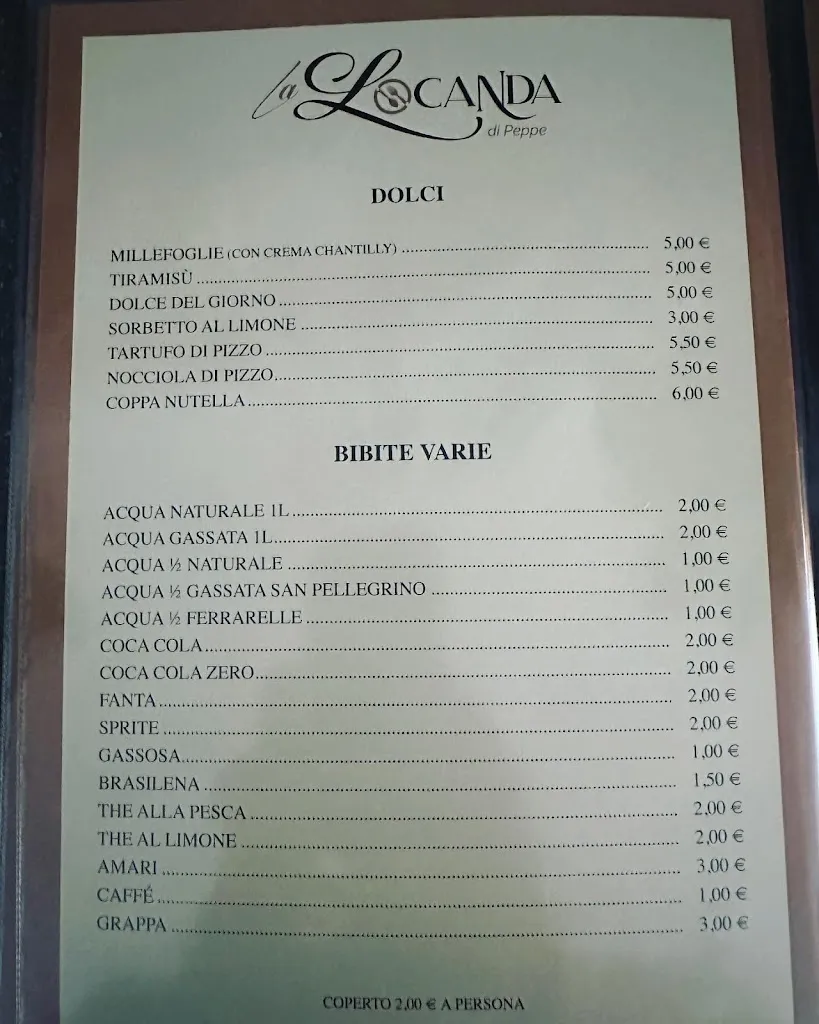 la LOCANDA
di Peppe
DOLCI
MILLEFOGLIE (CON CREMA CHANTILLY) 5,00 €
TIRAMISÙ 5,00 €
DOLCE DEL GIORNO 5,00 €
SORBETTO AL LIMONE 3,00 €
TARTUFO DI PIZZO 5,50 €
NOCCIOLA DI PIZZO 5,50 €
COPPA NUTELLA 6,00 €
BIBITE VARIE
ACQUA NATURALE 1L 2,00 €
ACQUA GASSATA 1L 2,00 €
ACQUA ½ NATURALE 1,00 €
ACQUA ½ GASSATA SAN PELLEGRINO 1,00 €
ACQUA ½ FERRARELLE 1,00 €
COCA COLA 2,00 €
COCA COLA ZERO 2,00 €
FANTA 2,00 €
SPRITE 2,00 €
GASSOSA 1,00 €
BRASILENA 1,50 €
THE ALLA PESCA 2,00 €
THE AL LIMONE 2,00 €
AMARI 3,00 €
CAFFÉ 1,00 €
GRAPPA 3,00 €
COPERTO 2,00 € A PERSONA